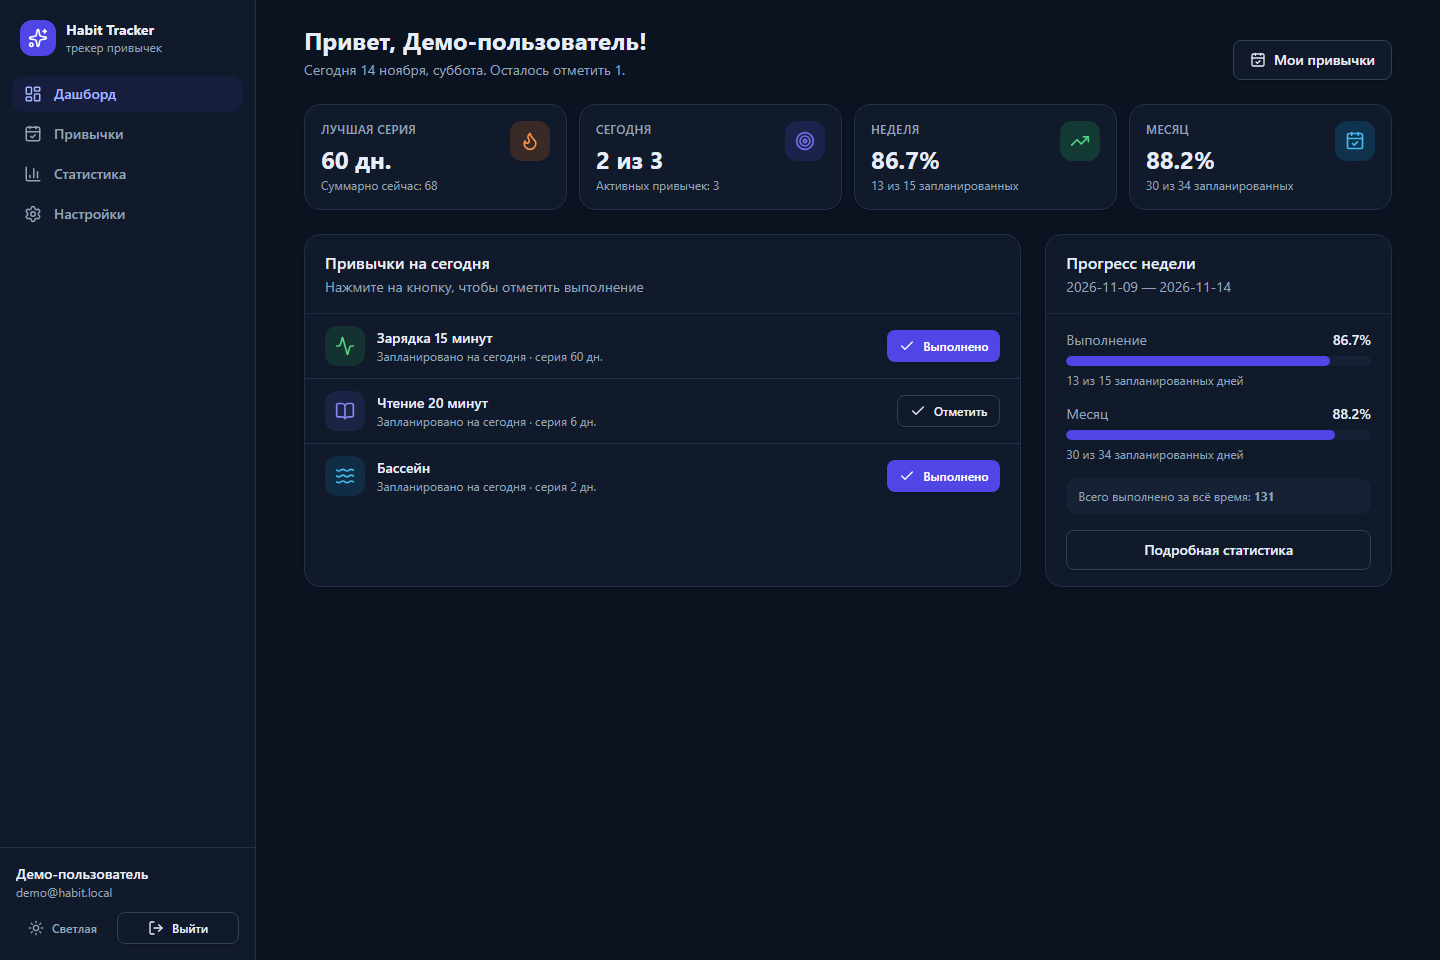 Habit Tracker
трекер привычек
Дашборд
Привычки
Статистика
Настройки
Демо-пользователь
demo@habit.local
Светлая
Выйти
Привет, Демо-пользователь!
Сегодня 14 ноября, суббота. Осталось отметить 1.
Мои привычки
ЛУЧШАЯ СЕРИЯ
60 дн.
Суммарно сейчас: 68
СЕГОДНЯ
2 из 3
Активных привычек: 3
НЕДЕЛЯ
86.7%
13 из 15 запланированных
МЕСЯЦ
88.2%
30 из 34 запланированных
Привычки на сегодня
Нажмите на кнопку, чтобы отметить выполнение
Зарядка 15 минут
Запланировано на сегодня · серия 60 дн.
Выполнено
Чтение 20 минут
Запланировано на сегодня · серия 6 дн.
Отметить
Бассейн
Запланировано на сегодня · серия 2 дн.
Выполнено
Прогресс недели
2026-11-09 — 2026-11-14
Выполнение 86.7%
13 из 15 запланированных дней
Месяц 88.2%
30 из 34 запланированных дней
Всего выполнено за всё время: 131
Подробная статистика